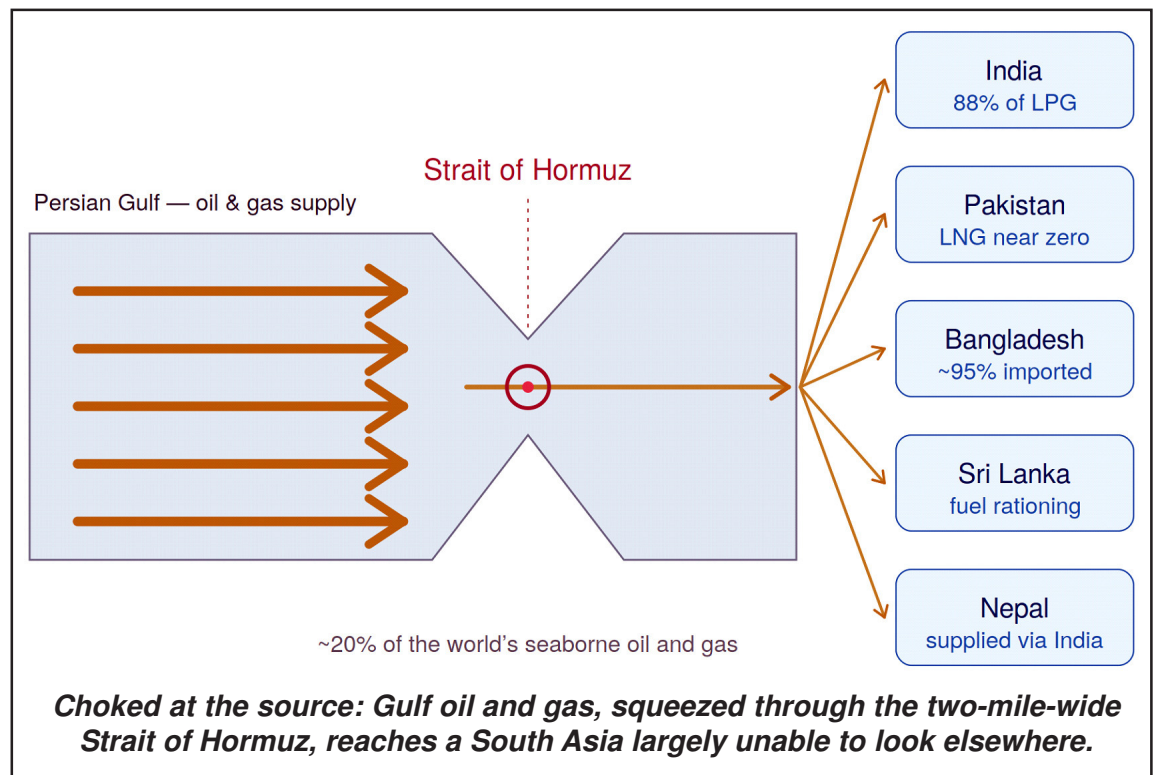 Strait of Hormuz
Persian Gulf — oil & gas supply
India
88% of LPG
Pakistan
LNG near zero
Bangladesh
~95% imported
Sri Lanka
fuel rationing
Nepal
supplied via India
~20% of the world’s seaborne oil and gas
Choked at the source: Gulf oil and gas, squeezed through the two-mile-wide
Strait of Hormuz, reaches a South Asia largely unable to look elsewhere.